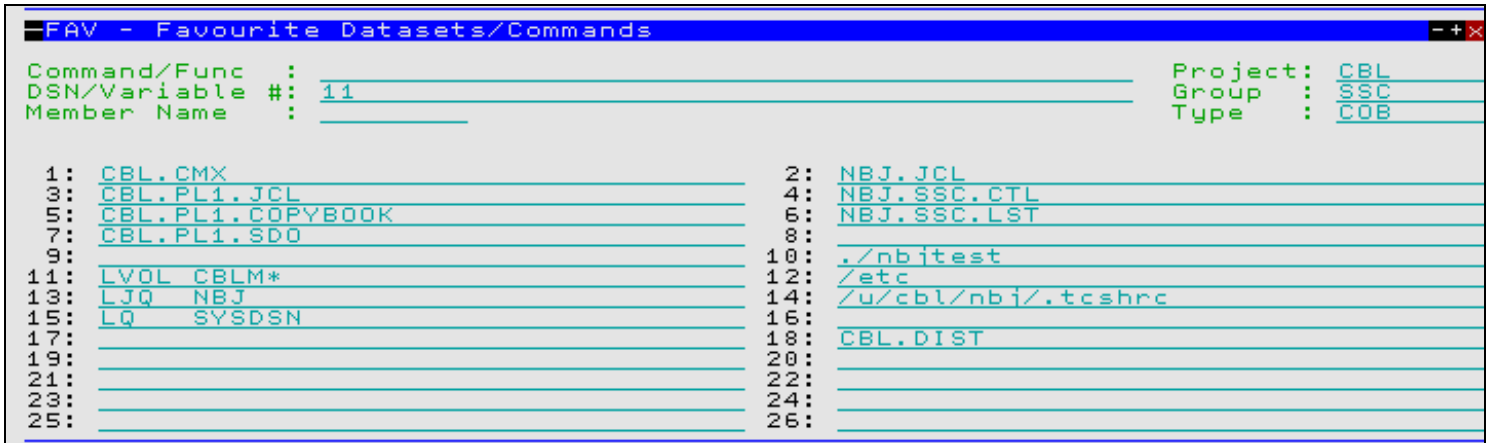 FAV - Favourite Datasets/Commands - + x
Command/Func : Project: CBL
DSN/Variable #: 11 Group : SSC
Member Name : Type : COB
1: CBL.CMX 2: NBJ.JCL
3: CBL.PL1.JCL 4: NBJ.SSC.CTL
5: CBL.PL1.COPYBOOK 6: NBJ.SSC.LST
7: CBL.PL1.SDO 8:
9: 10: ./nbjtest
11: LVOL CBLM* 12: /etc
13: LJQ NBJ 14: /u/cbl/nbj/.tcshrc
15: LQ SYSDSN 16:
17: 18: CBL.DIST
19: 20:
21: 22:
23: 24:
25: 26: